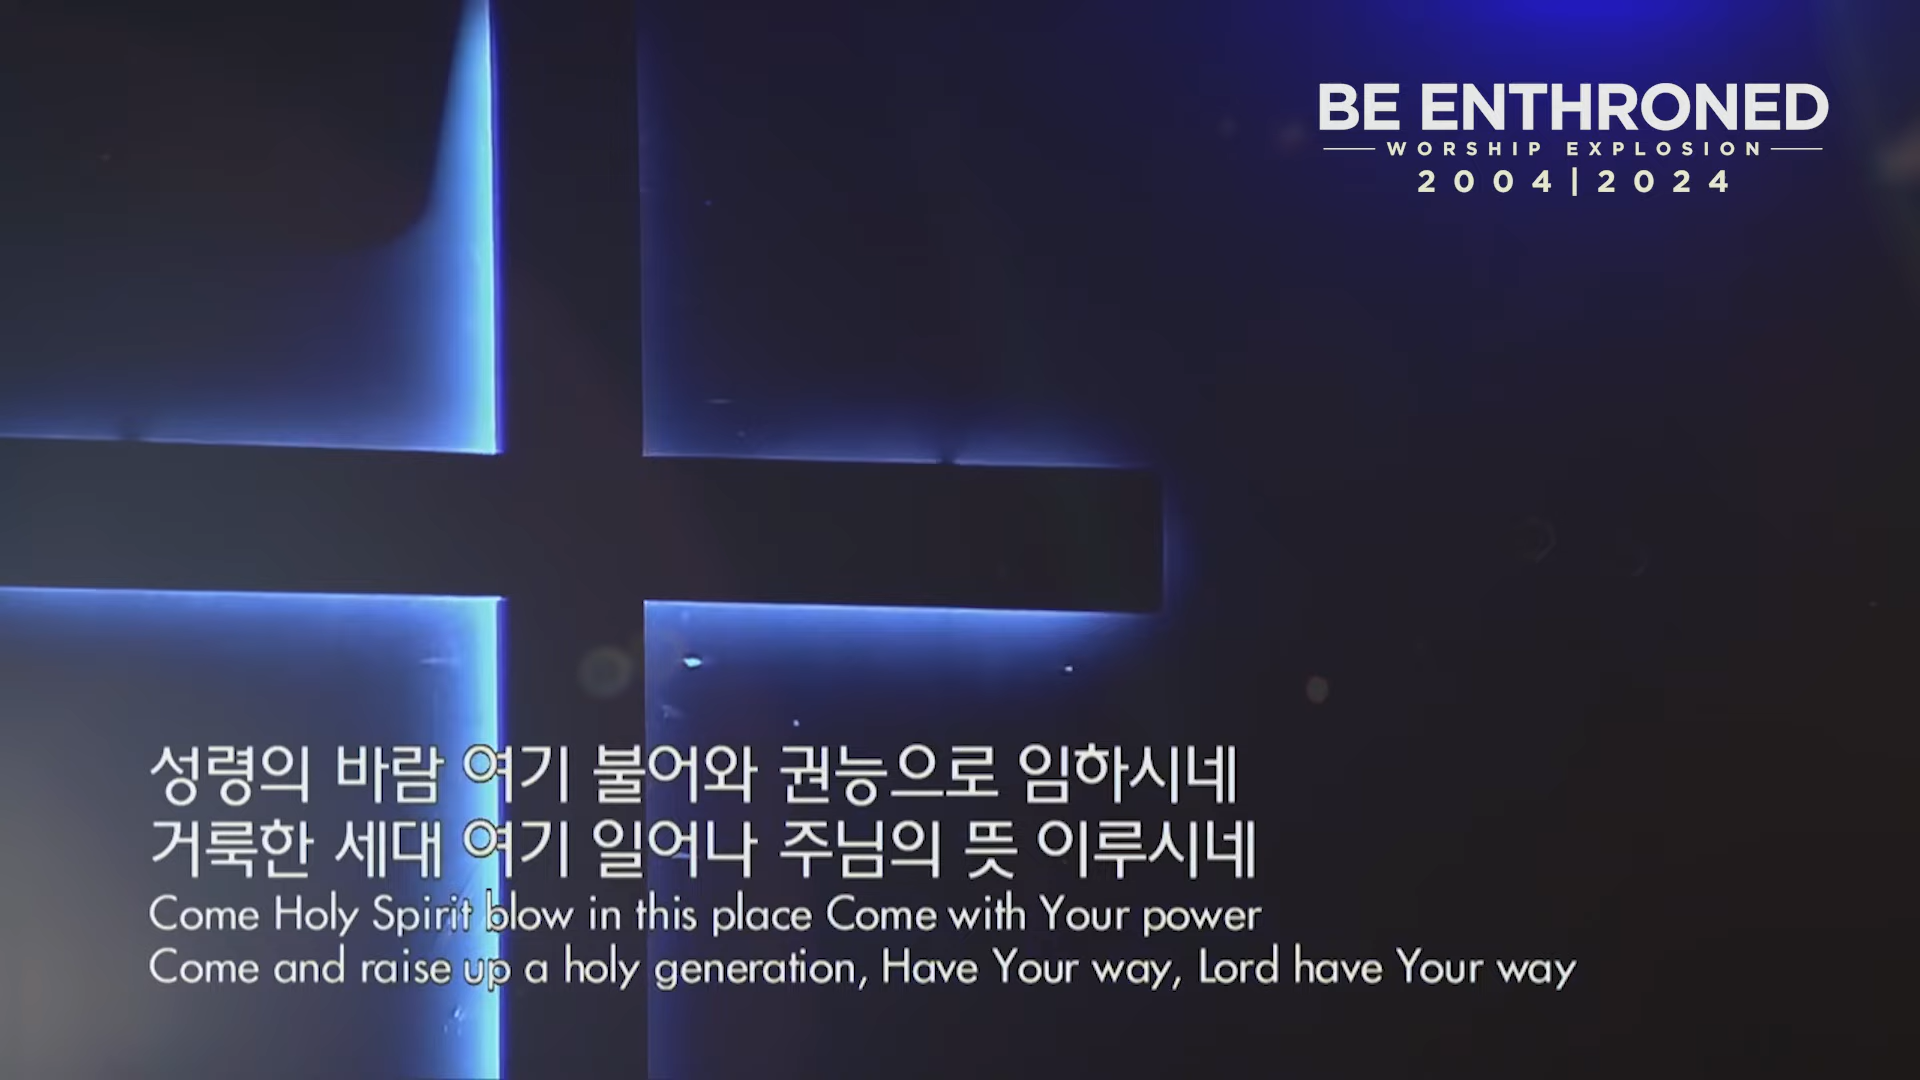 BE ENTHRONED
WORSHIP EXPLOSION
2004|2024
성령의 바람 여기 불어와 권능으로 임하시네
거룩한 세대 여기 일어나 주님의 뜻 이루시네
Come Holy Spirit blow in this place Come with Your power
Come and raise up a holy generation, Have Your way, Lord have Your way